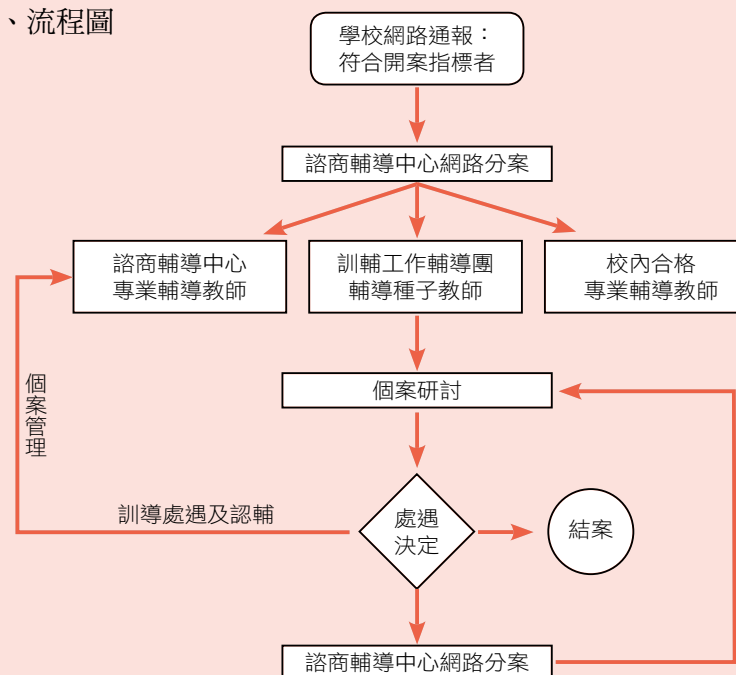 、流程圖
學校網路通報：
符合開案指標者
諮商輔導中心網路分案
諮商輔導中心
專業輔導教師
訓輔工作輔導團
輔導種子教師
校內合格
專業輔導教師
個案研討
個案管理
訓導處遇及認輔
處遇
決定
結案
諮商輔導中心網路分案